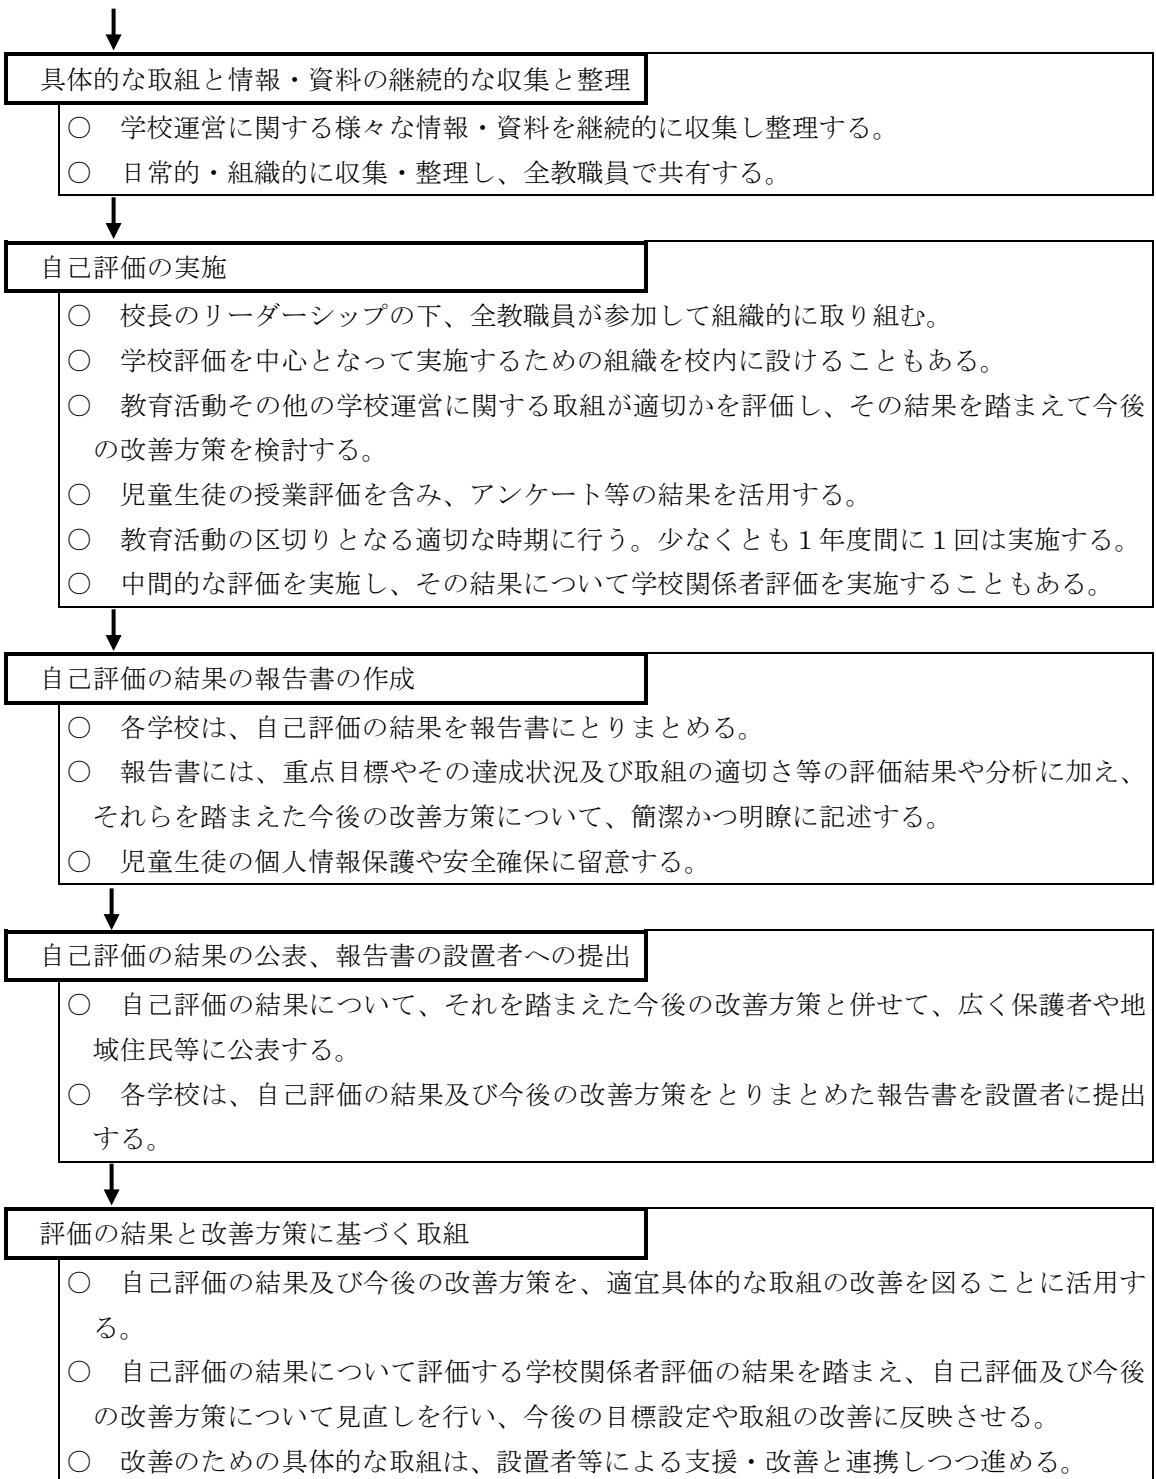 具体的な取組と情報・資料の継続的な収集と整理
○　学校運営に関する様々な情報・資料を継続的に収集し整理する。
○　日常的・組織的に収集・整理し、全教職員で共有する。
自己評価の実施
○　校長のリーダーシップの下、全教職員が参加して組織的に取り組む。
○　学校評価を中心となって実施するための組織を校内に設けることもある。
○　教育活動その他の学校運営に関する取組が適切かを評価し、その結果を踏まえて今後
の改善方策を検討する。
○　児童生徒の授業評価を含み、アンケート等の結果を活用する。
○　教育活動の区切りとなる適切な時期に行う。少なくとも１年度間に１回は実施する。
○　中間的な評価を実施し、その結果について学校関係者評価を実施することもある。
自己評価の結果の報告書の作成
○　各学校は、自己評価の結果を報告書にとりまとめる。
○　報告書には、重点目標やその達成状況及び取組の適切さ等の評価結果や分析に加え、
それらを踏まえた今後の改善方策について、簡潔かつ明瞭に記述する。
○　児童生徒の個人情報保護や安全確保に留意する。
自己評価の結果の公表、報告書の設置者への提出
○　自己評価の結果について、それを踏まえた今後の改善方策と併せて、広く保護者や地
域住民等に公表する。
○　各学校は、自己評価の結果及び今後の改善方策をとりまとめた報告書を設置者に提出
する。
評価の結果と改善方策に基づく取組
○　自己評価の結果及び今後の改善方策を、適宜具体的な取組の改善を図ることに活用す
る。
○　自己評価の結果について評価する学校関係者評価の結果を踏まえ、自己評価及び今後
の改善方策について見直しを行い、今後の目標設定や取組の改善に反映させる。
○　改善のための具体的な取組は、設置者等による支援・改善と連携しつつ進める。